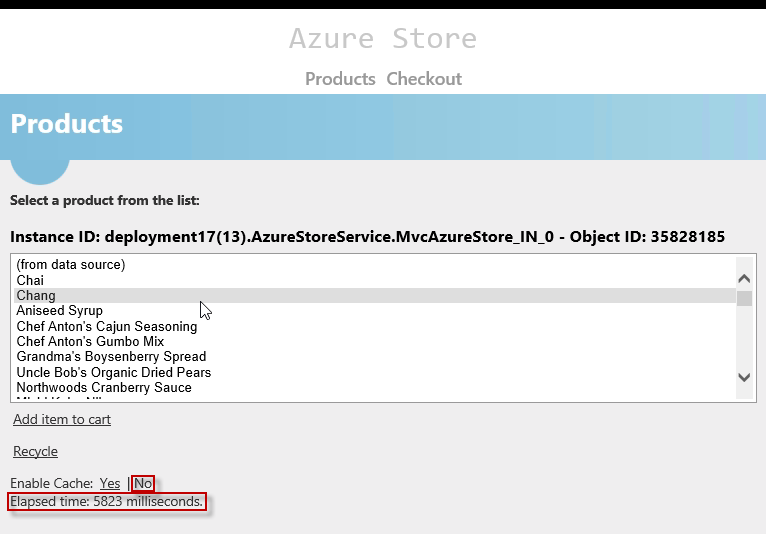 Azure Store
Products Checkout
Products
Select a product from the list:
Instance ID: deployment17(13).AzureStoreService.MvcAzureStore_IN_0 - Object ID: 35828185
(from data source)
Chai
Chang
Aniseed Syrup
Chef Anton's Cajun Seasoning
Chef Anton's Gumbo Mix
Grandma's Boysenberry Spread
Uncle Bob's Organic Dried Pears
Northwoods Cranberry Sauce
Add item to cart
Recycle
Enable Cache: Yes | No
Elapsed time: 5823 milliseconds.